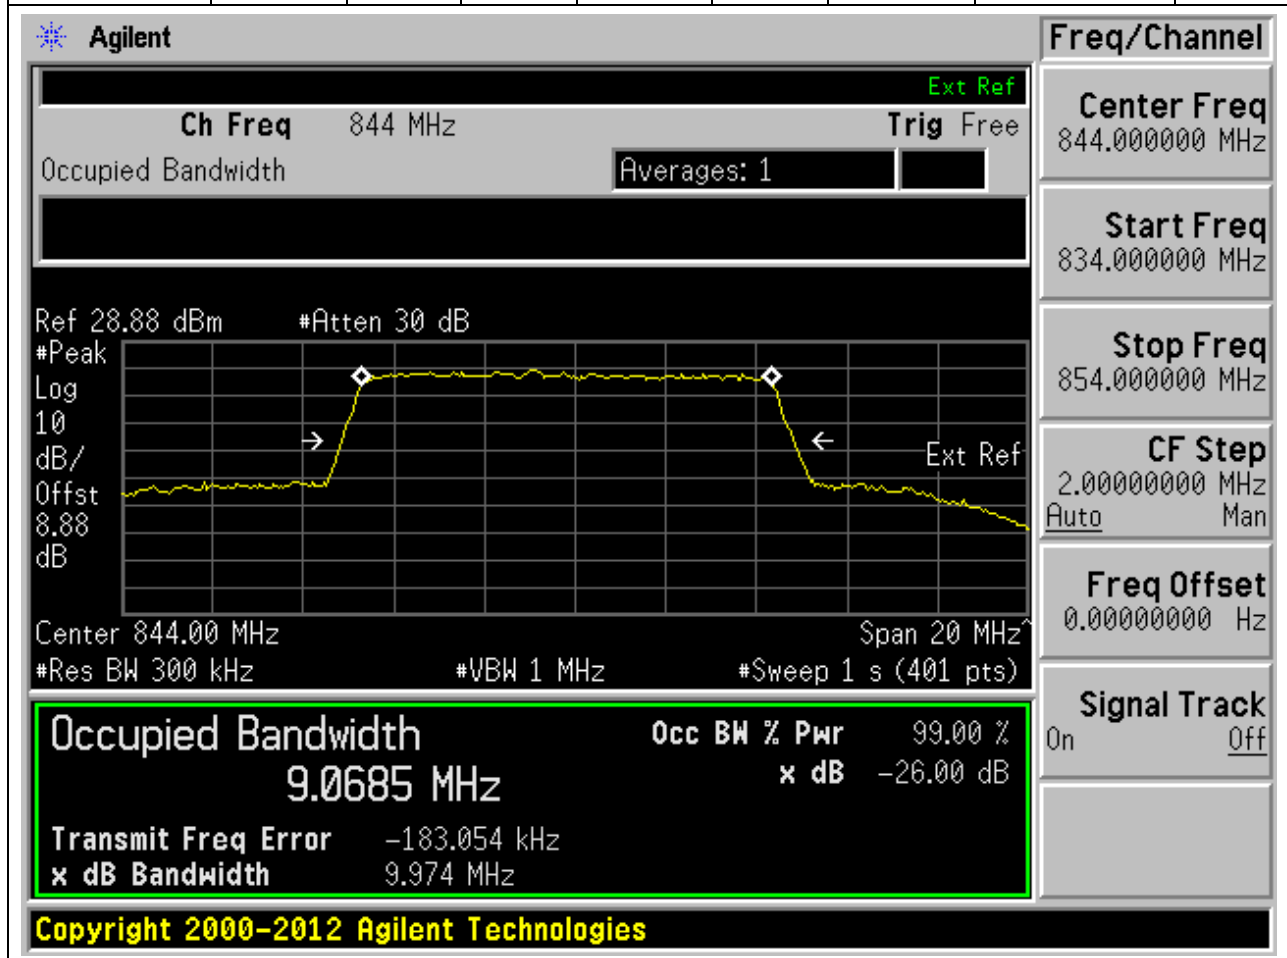 Agilent
Freq/Channel
Ext Ref
Ch Freq 844 MHz Trig Free
Occupied Bandwidth Averages: 1
Center Freq
844.000000 MHz
Start Freq
834.000000 MHz
Stop Freq
854.000000 MHz
CF Step
2.00000000 MHz
Auto Man
Freq Offset
0.00000000 Hz
Signal Track
On Off
Ref 28.88 dBm #Atten 30 dB
#Peak
Log
10
dB/
Offst
8.88
dB
Ext Ref
Center 844.00 MHz Span 20 MHz^
#Res BW 300 kHz #VBW 1 MHz #Sweep 1 s (401 pts)
Occupied Bandwidth
9.0685 MHz
Occ BW % Pwr 99.00 %
x dB -26.00 dB
Transmit Freq Error -183.054 kHz
x dB Bandwidth 9.974 MHz
Copyright 2000-2012 Agilent Technologies